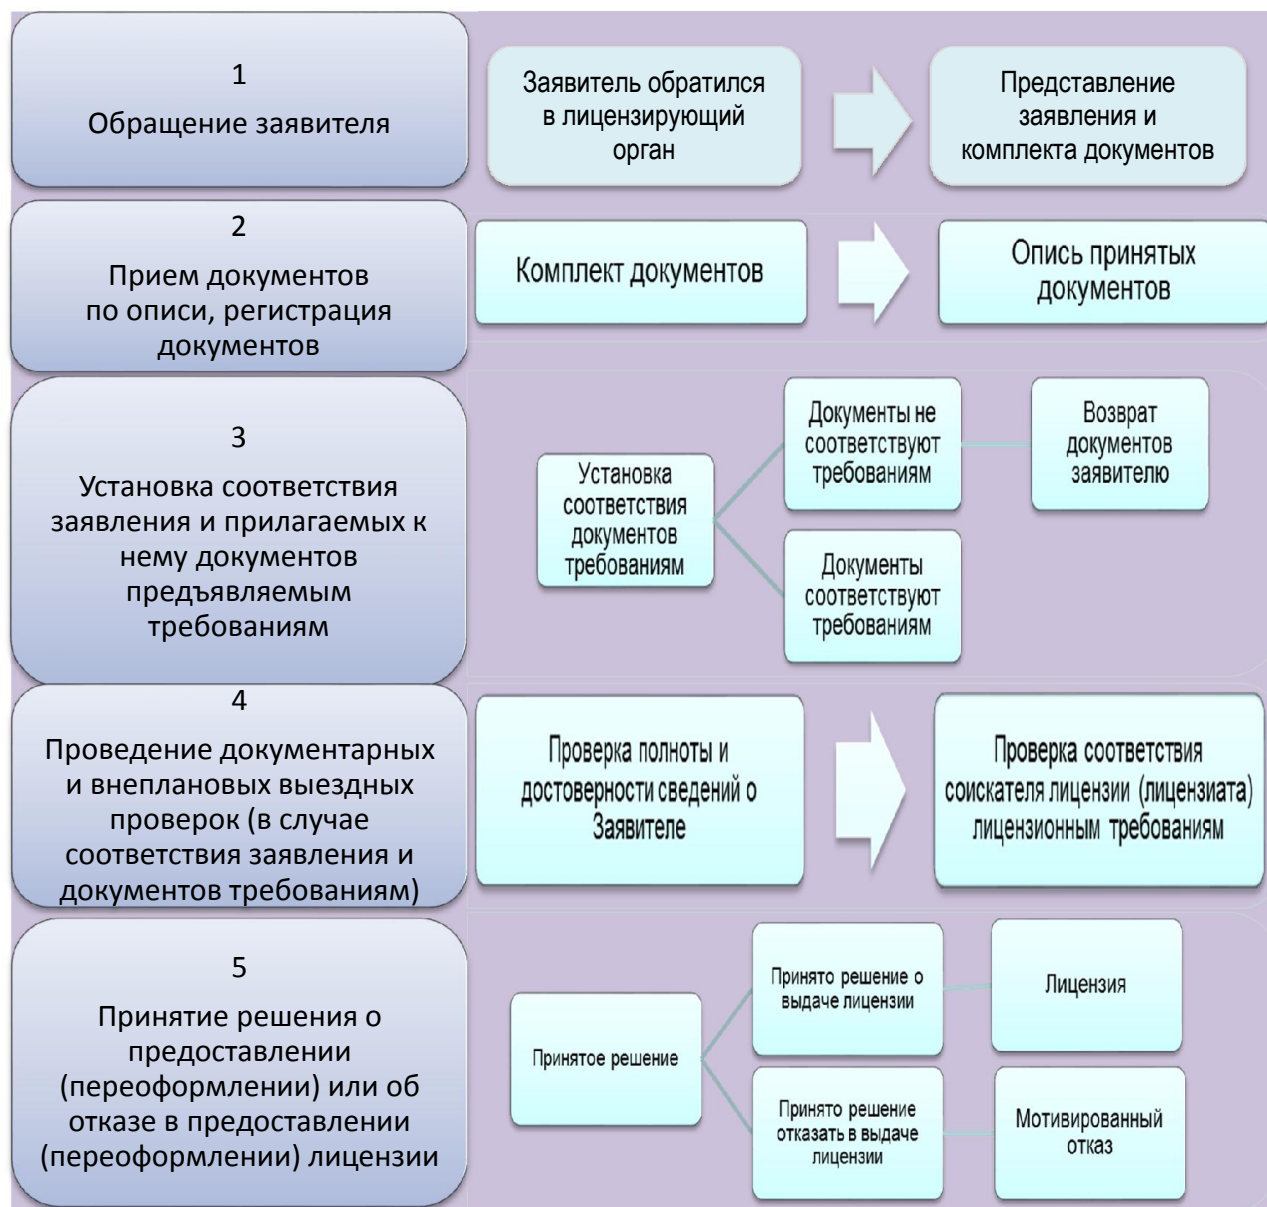 1
Обращение заявителя
Заявитель обратился
в лицензирующий
орган
Представление
заявления и
комплекта документов
2
Прием документов
по описи, регистрация
документов
Комплект документов
Опись принятых
документов
3
Установка соответствия
заявления и прилагаемых к
нему документов
предъявляемым
требованиям
Установка
соответствия
документов
требованиям
Документы не
соответствуют
требованиям
Возврат
документов
заявителю
Документы
соответствуют
требованиям
4
Проведение документарных
и внеплановых выездных
проверок (в случае
соответствия заявления и
документов требованиям)
Проверка полноты и
достоверности сведений о
Заявителе
Проверка соответствия
соискателя лицензии (лицензиата)
лицензионным требованиям
5
Принятие решения о
предоставлении
(переоформлении) или об
отказе в предоставлении
(переоформлении) лицензии
Принятое решение
Принято решение о
выдаче лицензии
Лицензия
Принято решение
отказать в выдаче
лицензии
Мотивированный
отказ